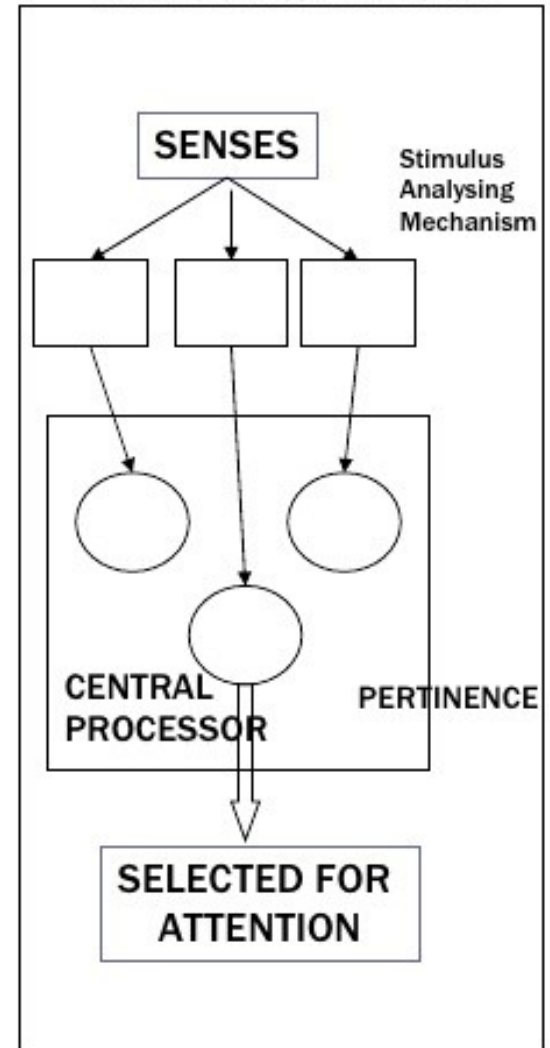 SENSES
Stimulus
Analysing
Mechanism
CENTRAL
PROCESSOR
PERTINENCE
SELECTED FOR
ATTENTION